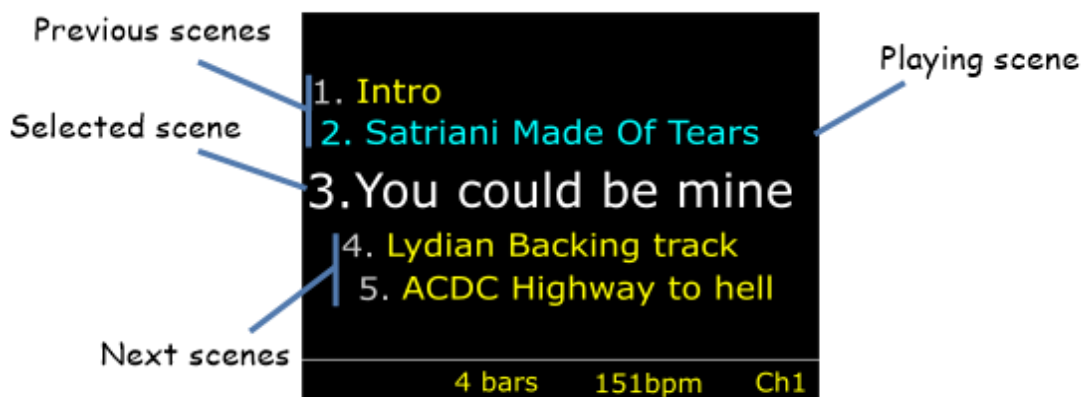 Previous scenes
Playing scene
1. Intro
Selected scene
2. Satriani Made Of Tears
3.You could be mine
4. Lydian Backing track
5. ACDC Highway to hell
Next scenes
4 bars 151bpm Ch1